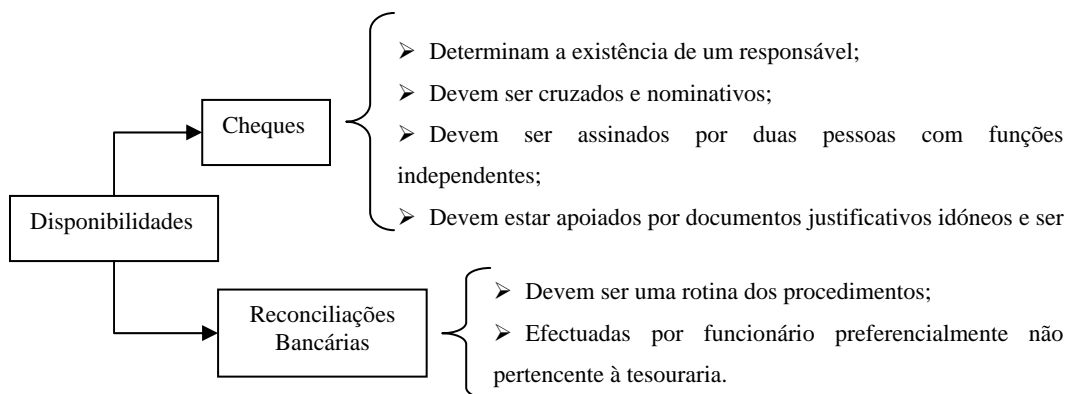 ➢ Determinam a existência de um responsável;
➢ Devem ser cruzados e nominativos;
Cheques
➢ Devem ser assinados por duas pessoas com funções
independentes;
➢ Devem estar apoiados por documentos justificativos idóneos e ser
Disponibilidades
➢ Devem ser uma rotina dos procedimentos;
Reconciliações
Bancárias
➢ Efectuadas por funcionário preferencialmente não
pertencente à tesouraria.